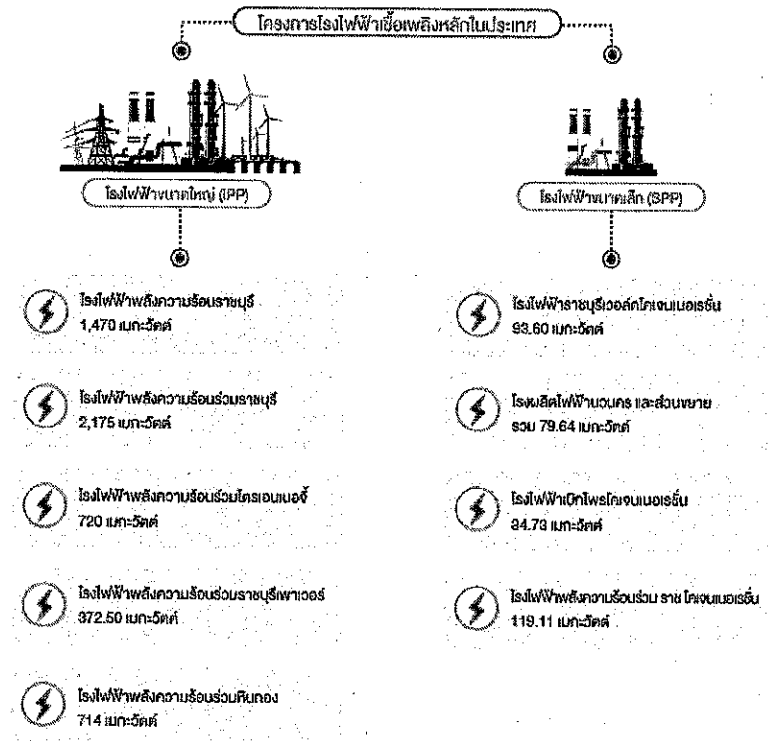 โครงการโรงไฟฟ้าเชื้อเพลิงหลักในประเทศ
โรงไฟฟ้าขนาดใหญ่ (IPP)
โรงไฟฟ้าพลังความร้อนราชบุรี
1,470 เมกะวัตต์
โรงไฟฟ้าพลังความร้อนร่วมราชบุรี
2,175 เมกะวัตต์
โรงไฟฟ้าพลังความร้อนร่วมไตรเอนเนอจี้
720 เมกะวัตต์
โรงไฟฟ้าพลังความร้อนร่วมราชบุรีเพาเวอร์
372.50 เมกะวัตต์
โรงไฟฟ้าพลังความร้อนร่วมหินกอง
714 เมกะวัตต์
โรงไฟฟ้าขนาดเล็ก (SPP)
โรงไฟฟ้าราชบุรีเวอล์ดโคเจนเนอเรชั่น
93.60 เมกะวัตต์
โรงผลิตไฟฟ้านวนคร และส่วนขยาย
รวม 79.64 เมกะวัตต์
โรงไฟฟ้าเบิกไพรโคเจนเนอเรชั่น
34.73 เมกะวัตต์
โรงไฟฟ้าพลังความร้อนร่วม ราช โคเจนเนอเรชั่น
119.11 เมกะวัตต์